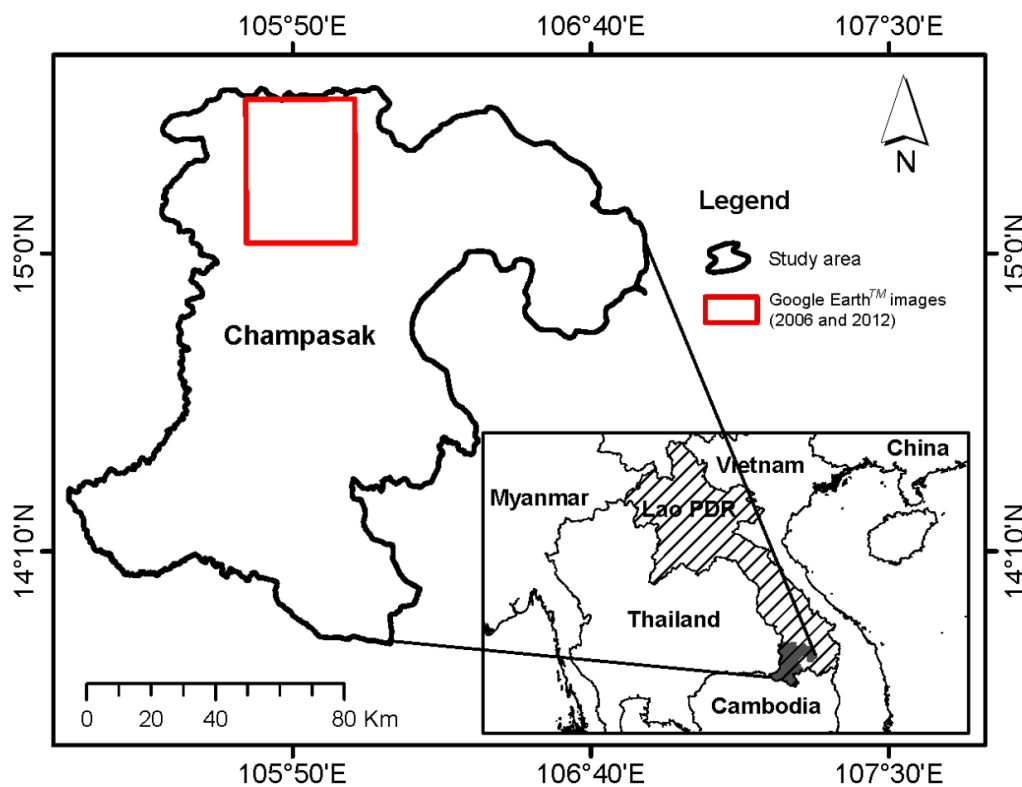 105°50'E 106°40'E 107°30'E
N
15°0'N 15°0'N
Legend
Study area
Google Earth™ images
(2006 and 2012)
Champasak
China
Vietnam
Myanmar
Lao PDR
14°10'N 14°10'N
Thailand
Cambodia
0 20 40 80 Km
105°50'E 106°40'E 107°30'E